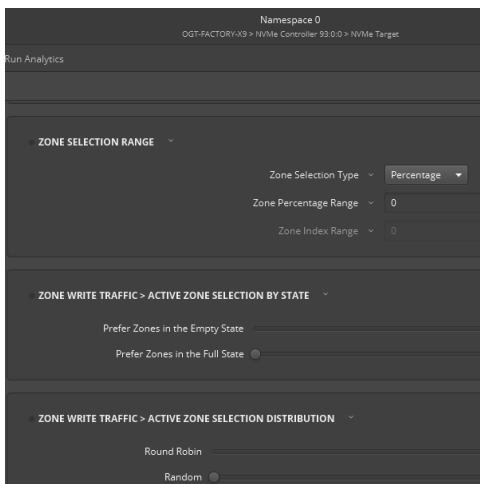 Namespace 0
OGT-FACTORY-X9 > NVMe Controller 93:0:0 > NVMe Target
Run Analytics
ZONE SELECTION RANGE
Zone Selection Type Percentage
Zone Percentage Range 0
Zone Index Range 0
ZONE WRITE TRAFFIC > ACTIVE ZONE SELECTION BY STATE
Prefer Zones in the Empty State
Prefer Zones in the Full State
ZONE WRITE TRAFFIC > ACTIVE ZONE SELECTION DISTRIBUTION
Round Robin
Random